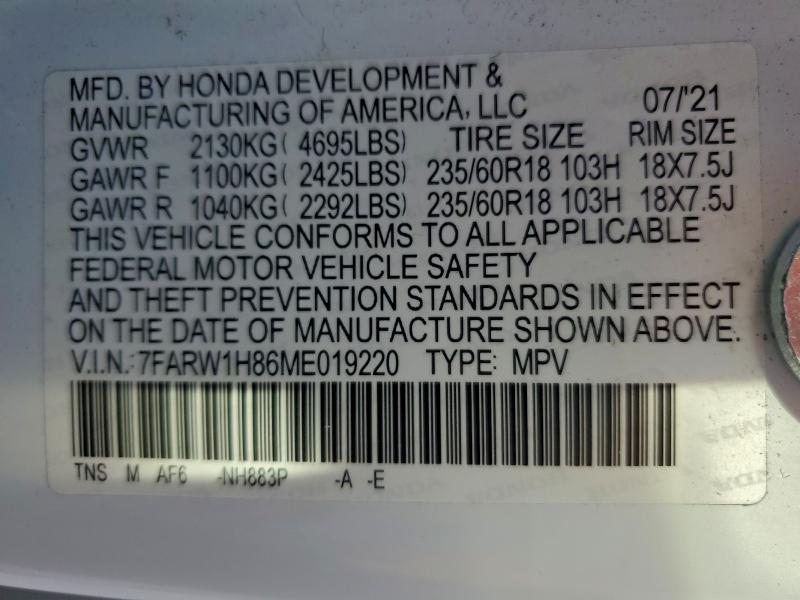 MFD. BY HONDA DEVELOPMENT &
MANUFACTURING OF AMERICA, LLC 07/'21
GVWR 2130KG( 4695LBS) TIRE SIZE RIM SIZE
GAWR F 1100KG( 2425LBS) 235/60R18 103H 18X7.5J
GAWR R 1040KG( 2292LBS) 235/60R18 103H 18X7.5J
THIS VEHICLE CONFORMS TO ALL APPLICABLE
FEDERAL MOTOR VEHICLE SAFETY
AND THEFT PREVENTION STANDARDS IN EFFECT
ON THE DATE OF MANUFACTURE SHOWN ABOVE.
V.I.N.:7FARW1H86ME019220 TYPE: MPV
TNS M AF6 -NH883P -A -E